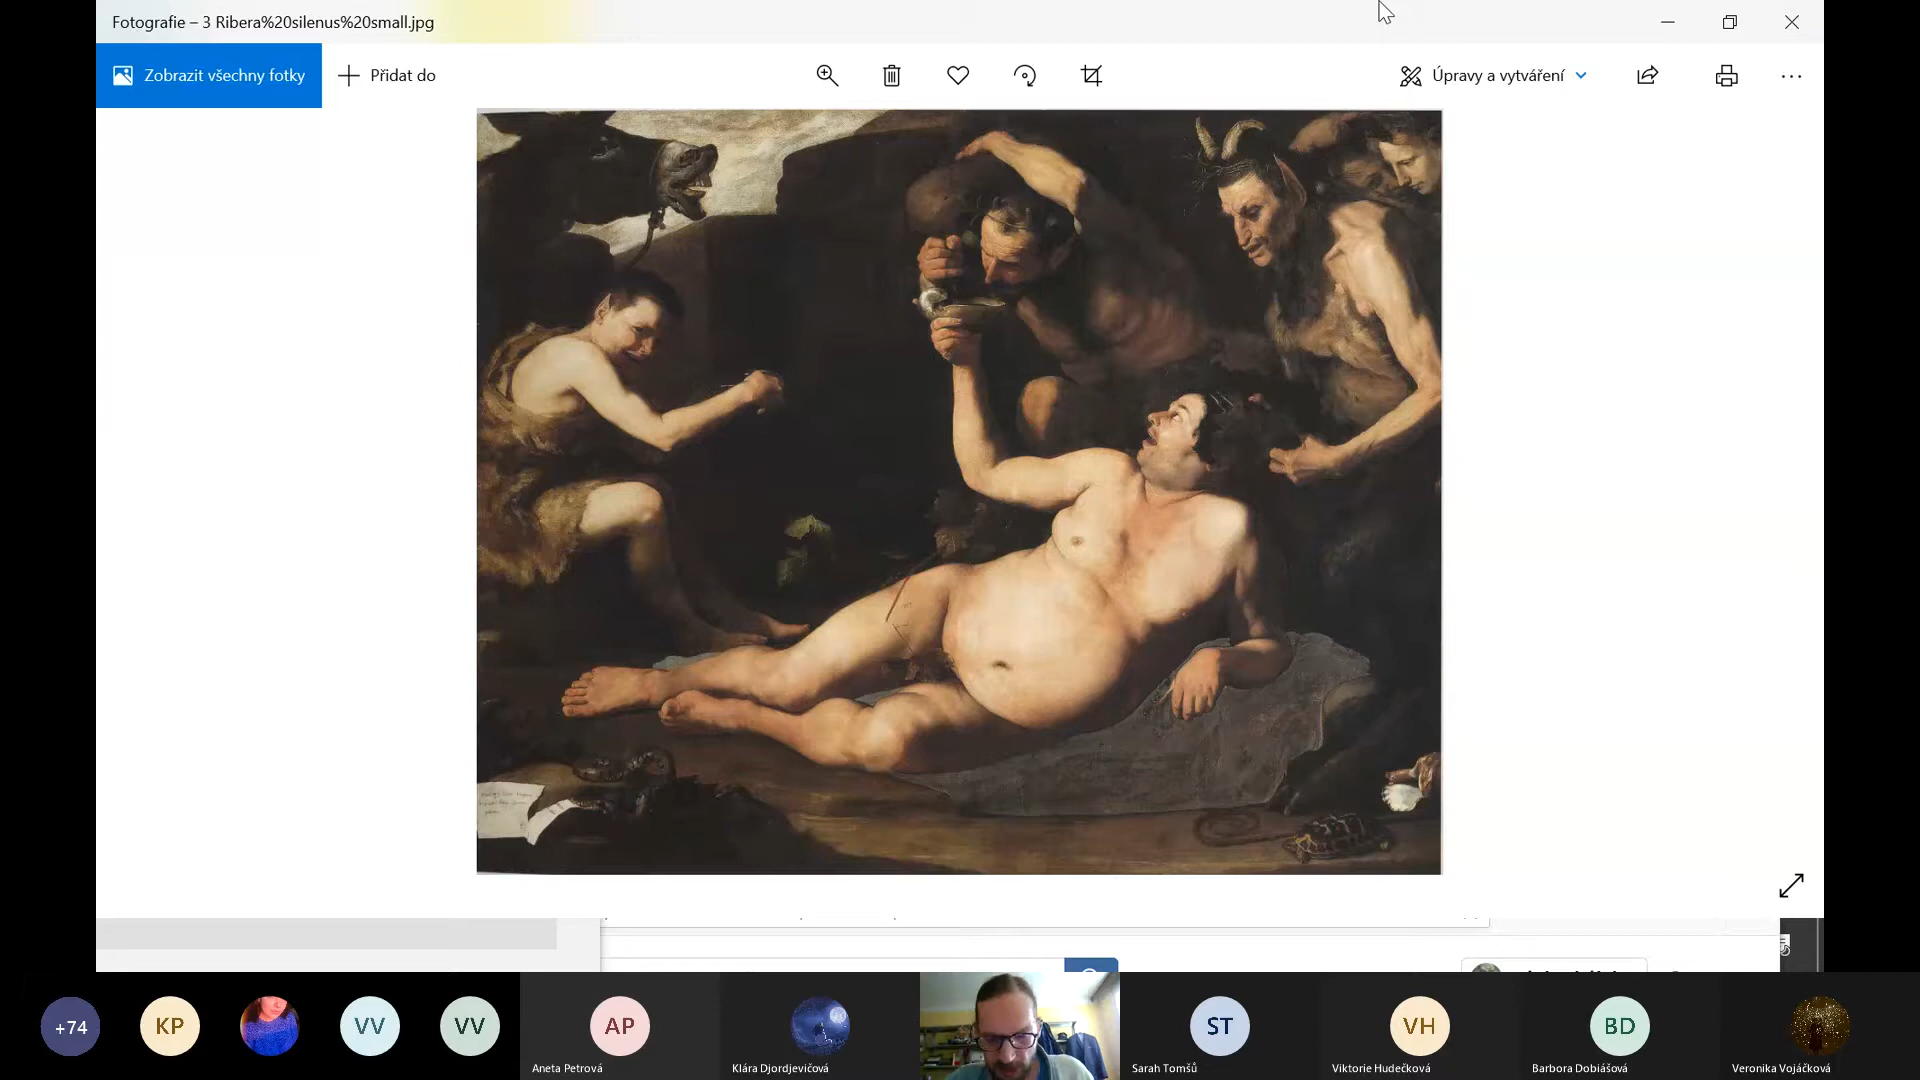 Fotografie – 3 Ribera%20silenus%20small.jpg
Zobrazit všechny fotky
Přidat do
Úpravy a vytváření
+74
KP
VV
VV
AP
ST
VH
BD
Aneta Petrová
Klára Djordjevičová
Sarah Tomšů
Viktorie Hudečková
Barbora Dobiášová
Veronika Vojáčková